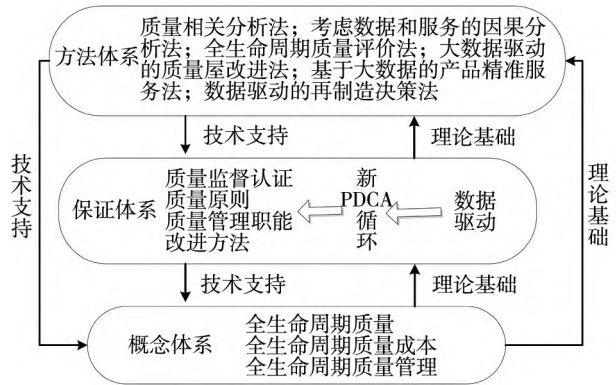 质量相关分析法；考虑数据和服务的因果分
析法；全生命周期质量评价法；大数据驱动
方法体系
的质量屋改进法；基于大数据的产品精准服
务法；数据驱动的再制造决策法
技术支持
理论基础
技术支持
理论基础
保证体系
质量监督认证
质量原则
质量管理职能
改进方法
新
PDCA
循
环
数据
驱动
技术支持
理论基础
概念体系
全生命周期质量
全生命周期质量成本
全生命周期质量管理